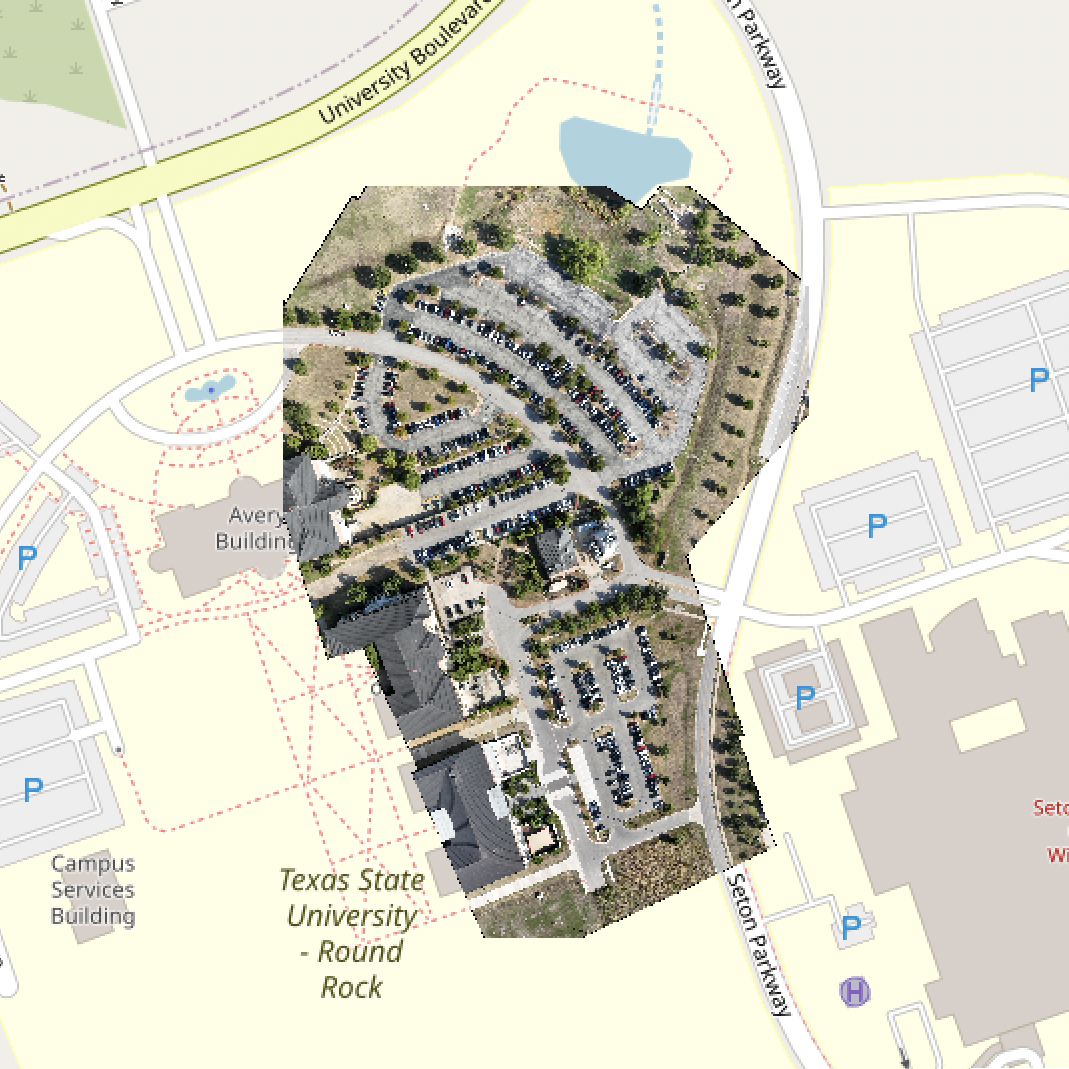 University Boulevard
n Parkway
P
Avery
Building
P
P
P
P
Seto
Wi
Campus
Services
Building
Texas State
University
- Round
Rock
P
Seton Parkway
H